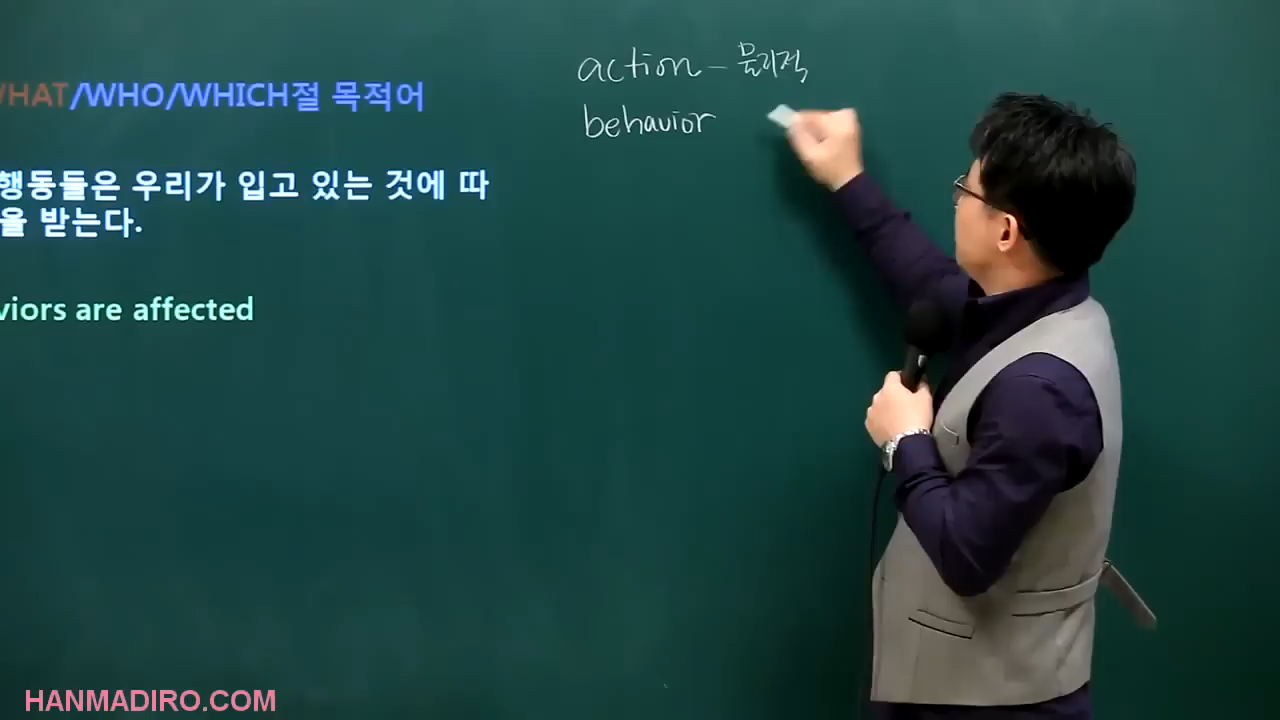 WHAT/WHO/WHICH절 목적어
행동들은 우리가 입고 있는 것에 따
을 받는다.
viors are affected
action - 물리적
behavior
HANMADIRO.COM